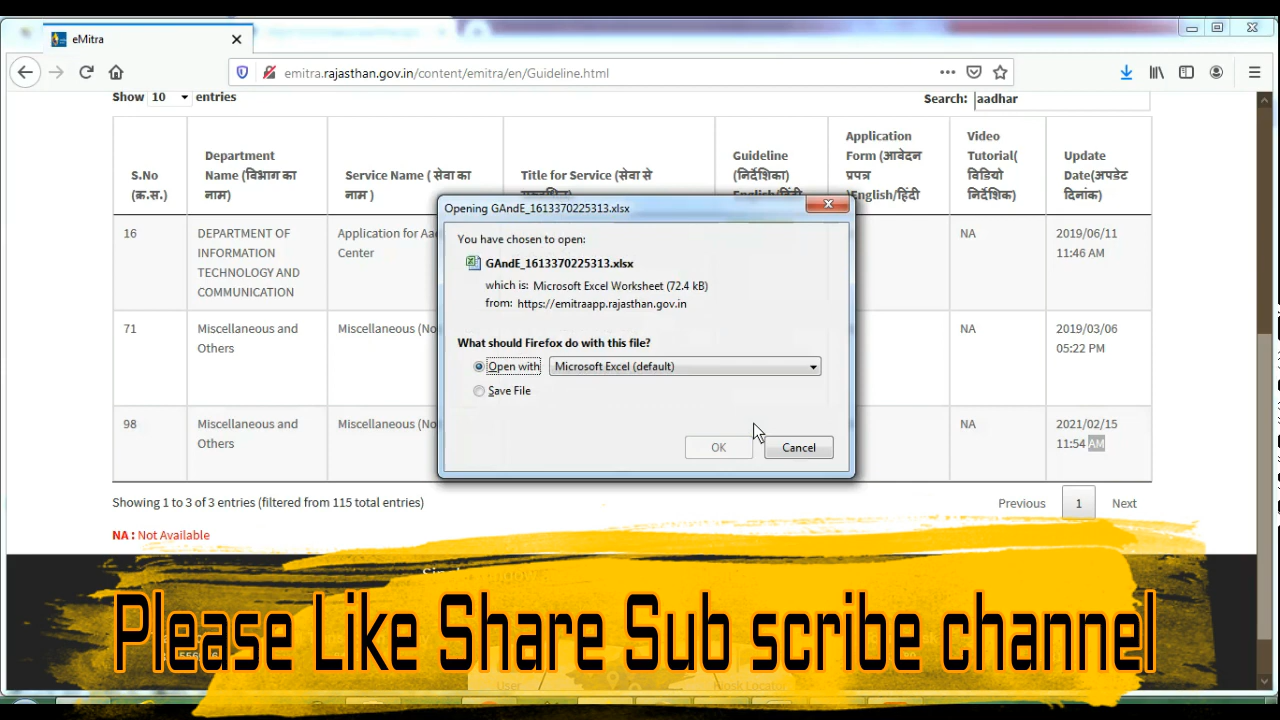 eMitra
emitra.rajasthan.gov.in/content/emitra/en/Guideline.html
Show 10 entries
Search: aadhar
S.No (क्र.स.)
Department Name (विभाग का नाम)
Service Name ( सेवा का नाम )
Title for Service (सेवा से
Guideline (निर्देशिका) English/हिंदी
Application Form (आवेदन प्रपत्र )English/हिंदी
Video Tutorial( विडियो निर्देशिका)
Update Date(अपडेट दिनांक)
16
DEPARTMENT OF INFORMATION TECHNOLOGY AND COMMUNICATION
Application for
Center
NA
2019/06/11 11:46 AM
71
Miscellaneous and Others
Miscellaneous
NA
2019/03/06 05:22 PM
98
Miscellaneous and Others
Miscellaneous
NA
2021/02/15 11:54 AM
Opening GAndE_1613370225313.xlsx
You have chosen to open:
GAndE_1613370225313.xlsx
which is: Microsoft Excel Worksheet (72.4 kB)
from: https://emitraapp.rajasthan.gov.in
What should Firefox do with this file?
Open with Microsoft Excel (default)
Save File
OK Cancel
Showing 1 to 3 of 3 entries (filtered from 115 total entries)
Previous 1 Next
NA : Not Available
Please Like Share Sub scribe channel